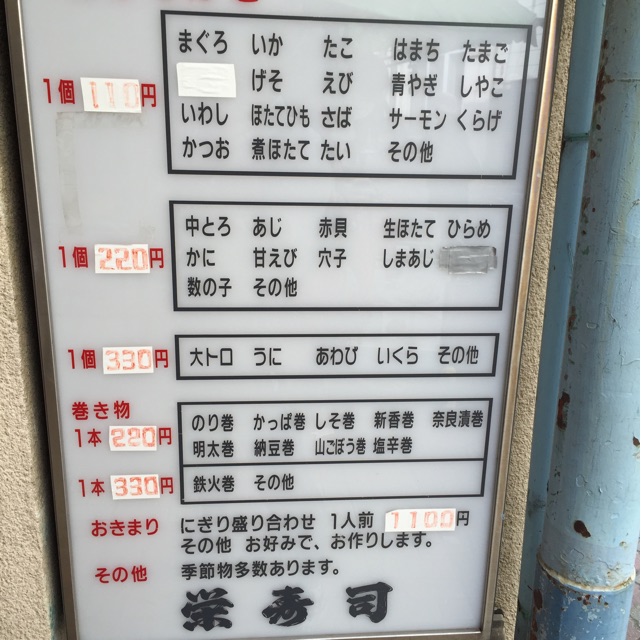 まぐろ いか たこ はまち たまご
1個 110円
げそ えび 青やぎ しやこ
いわし ほたてひも さば サーモン くらげ
かつお 煮ほたて たい その他
中とろ あじ 赤貝 生ほたて ひらめ
1個 220円
かに 甘えび 穴子 しまあじ
数の子 その他
1個 330円
大トロ うに あわび いくら その他
巻き物
1本 220円
のり巻 かっぱ巻 しそ巻 新香巻 奈良漬巻
明太巻 納豆巻 山ごぼう巻 塩辛巻
1本 330円
鉄火巻 その他
おきまり にぎり盛り合わせ 1人前 1100円
その他 お好みで、お作りします。
その他 季節物多数あります。
栄寿司